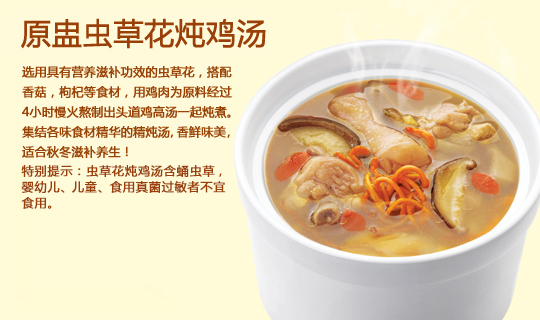 原盅虫草花炖鸡汤
选用具有营养滋补功效的虫草花，搭配
香菇，枸杞等食材，用鸡肉为原料经过
4小时慢火熬制出头道鸡高汤一起炖煮。
集结各味食材精华的精炖汤, 香鲜味美,
适合秋冬滋补养生！
特别提示：虫草花炖鸡汤含蛹虫草，
婴幼儿、儿童、食用真菌过敏者不宜
食用。